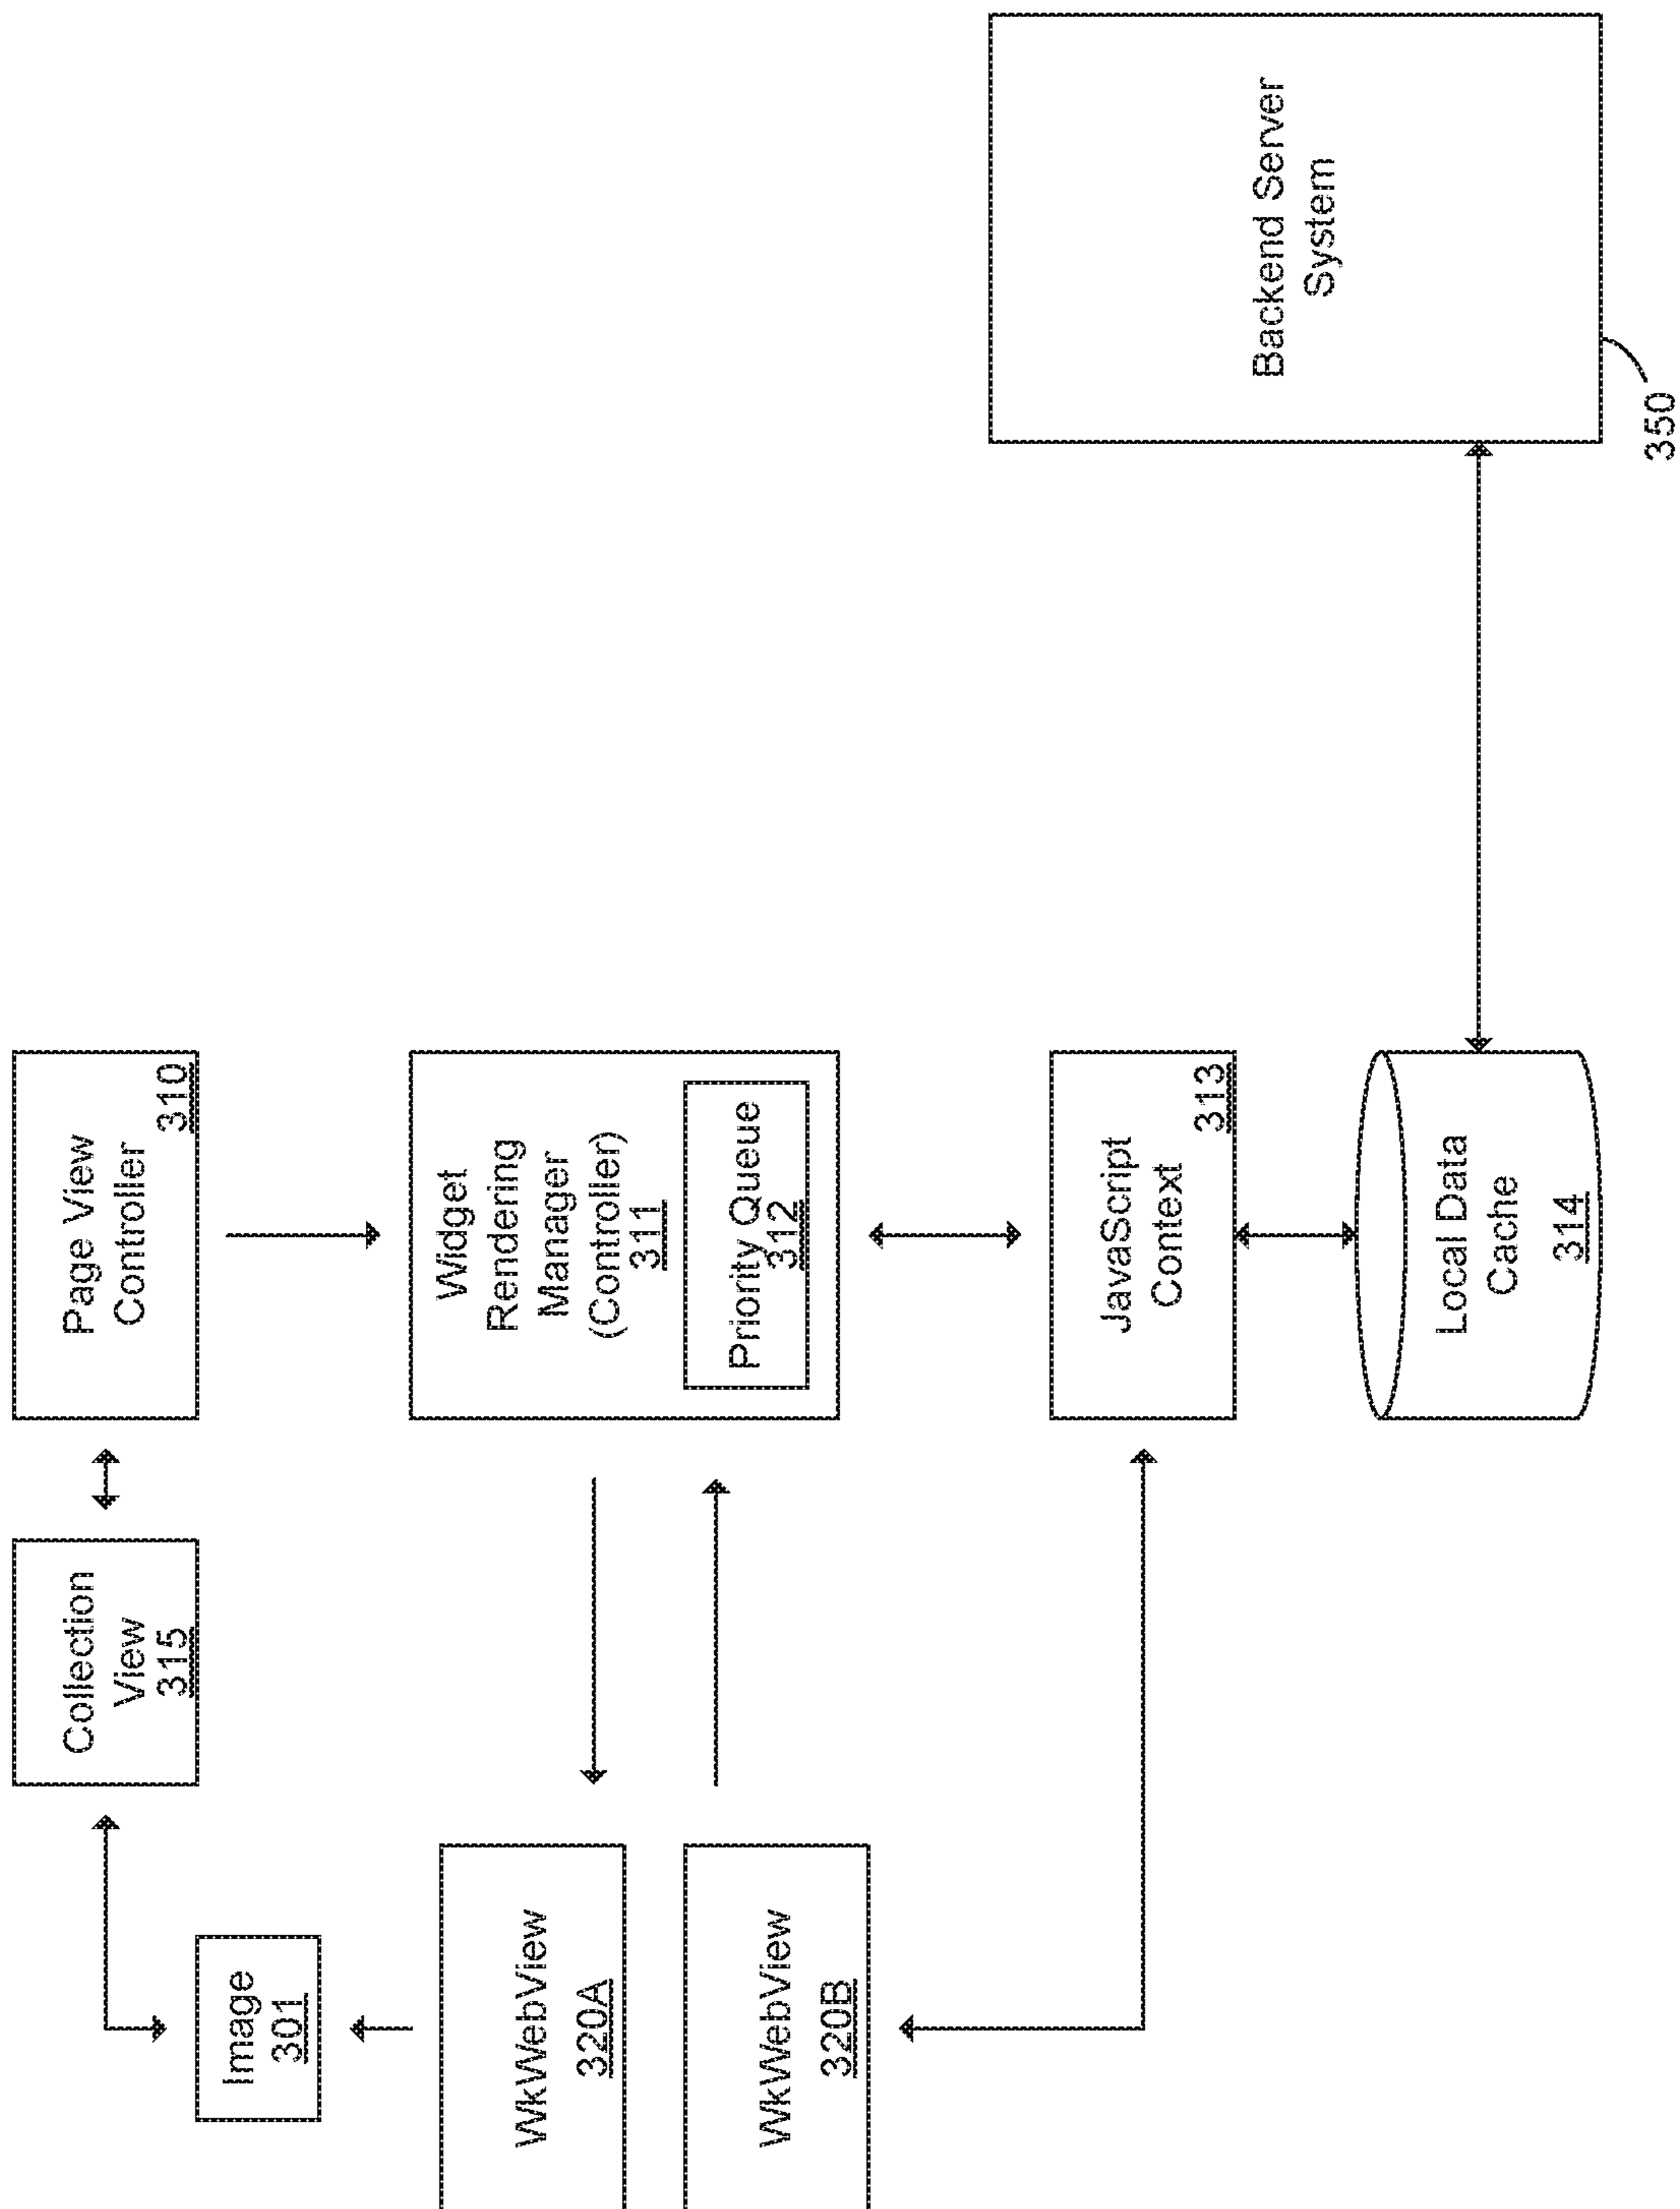 Image
301
Collection
View
315
Page View
Controller
310
WkWebView
320A
WkWebView
320B
Widget
Rendering
Manager
(Controller)
311
Priority Queue
312
JavaScript
Context
313
Local Data
Cache
314
Backend Server
System
350